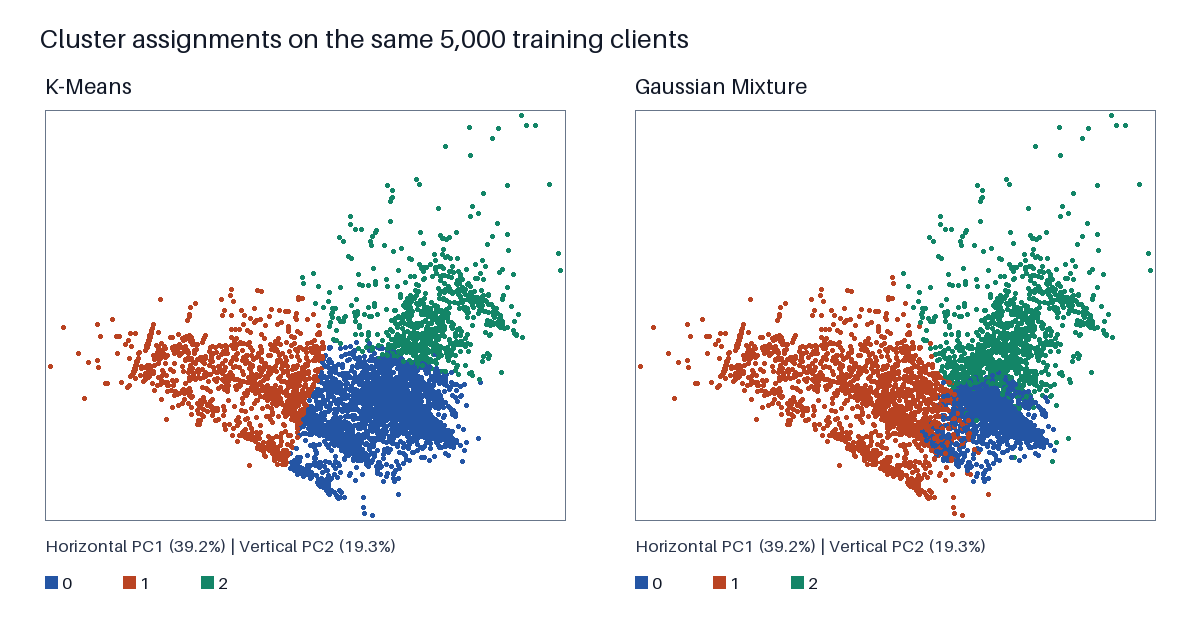 Cluster assignments on the same 5,000 training clients
K-Means
Gaussian Mixture
Horizontal PC1 (39.2%) | Vertical PC2 (19.3%)
Horizontal PC1 (39.2%) | Vertical PC2 (19.3%)
0 1 2
0 1 2